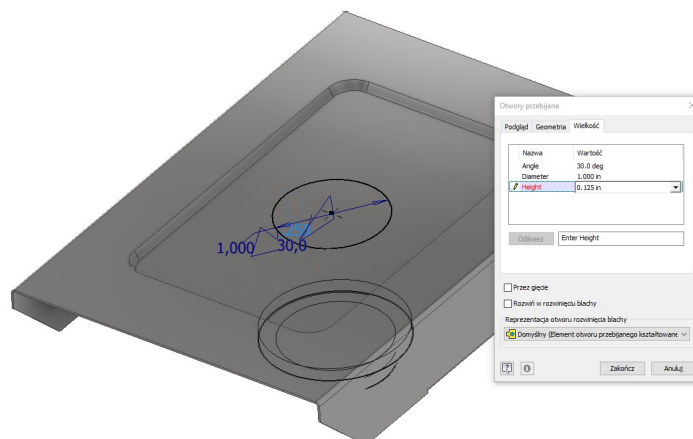 Otwory przebijane
Podgląd Geometria Wielkość
Nazwa Wartość
Angle 30.0 deg
Diameter 1.000 in
Height 0.125 in
Odśwież Enter Height
Przez gięcie
Rozwiń w rozwinięciu blachy
Reprezentacja otworu rozwinięcia blachy
Domyślny (Element otworu przebijanego kształtowane
Zakończ Anuluj
1,000 30,0